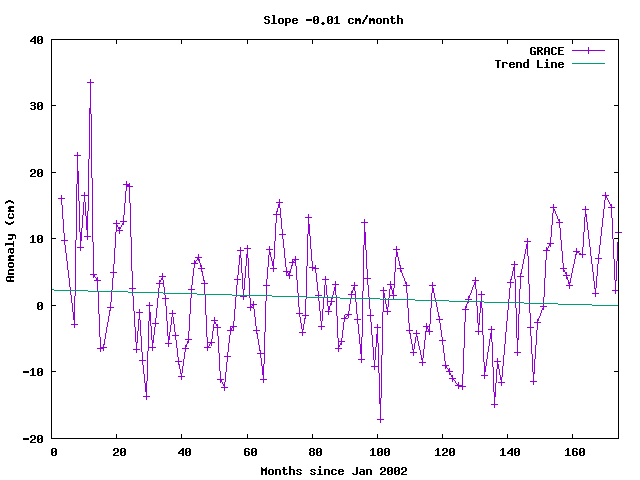 Slope -0.01 cm/month
40
30
20
10
0
-10
-20
Anomaly (cm)
GRACE
Trend Line
0 20 40 60 80 100 120 140 160
Months since Jan 2002